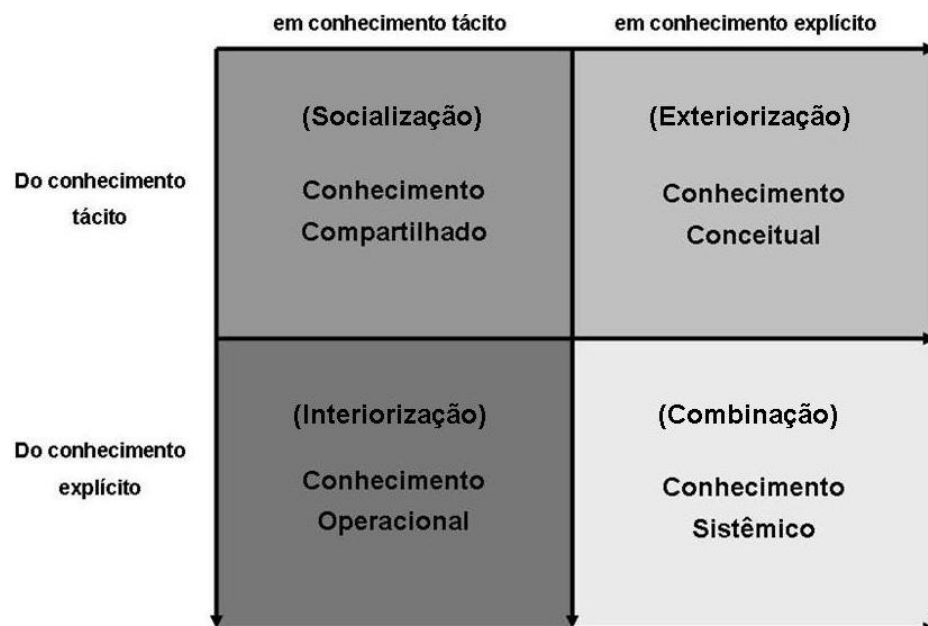 em conhecimento tácito
em conhecimento explícito
Do conhecimento
tácito
(Socialização)
Conhecimento
Compartilhado
(Exteriorização)
Conhecimento
Conceitual
Do conhecimento
explícito
(Interiorização)
Conhecimento
Operacional
(Combinação)
Conhecimento
Sistêmico